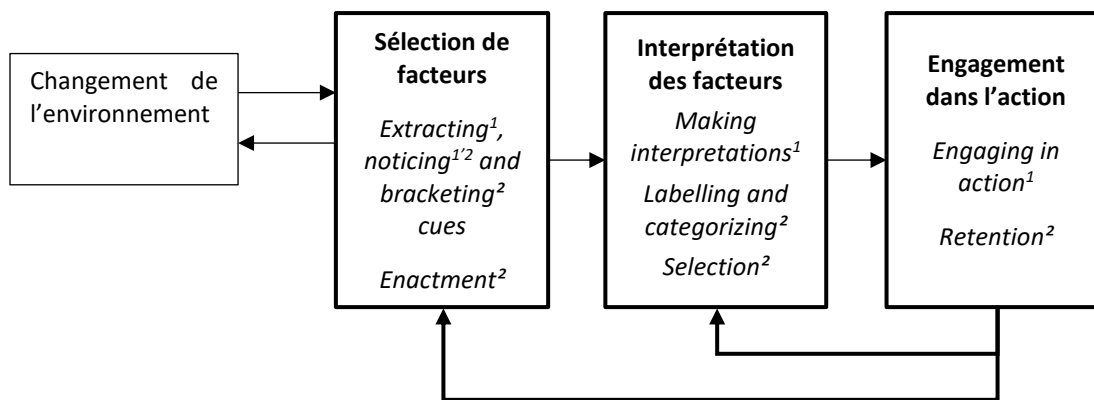 Changement de
l’environnement
Sélection de
facteurs
Extracting¹,
noticing¹’² and
bracketing²
cues
Enactment²
Interprétation
des facteurs
Making
interpretations¹
Labelling and
categorizing²
Selection²
Engagement
dans l’action
Engaging in
action¹
Retention²